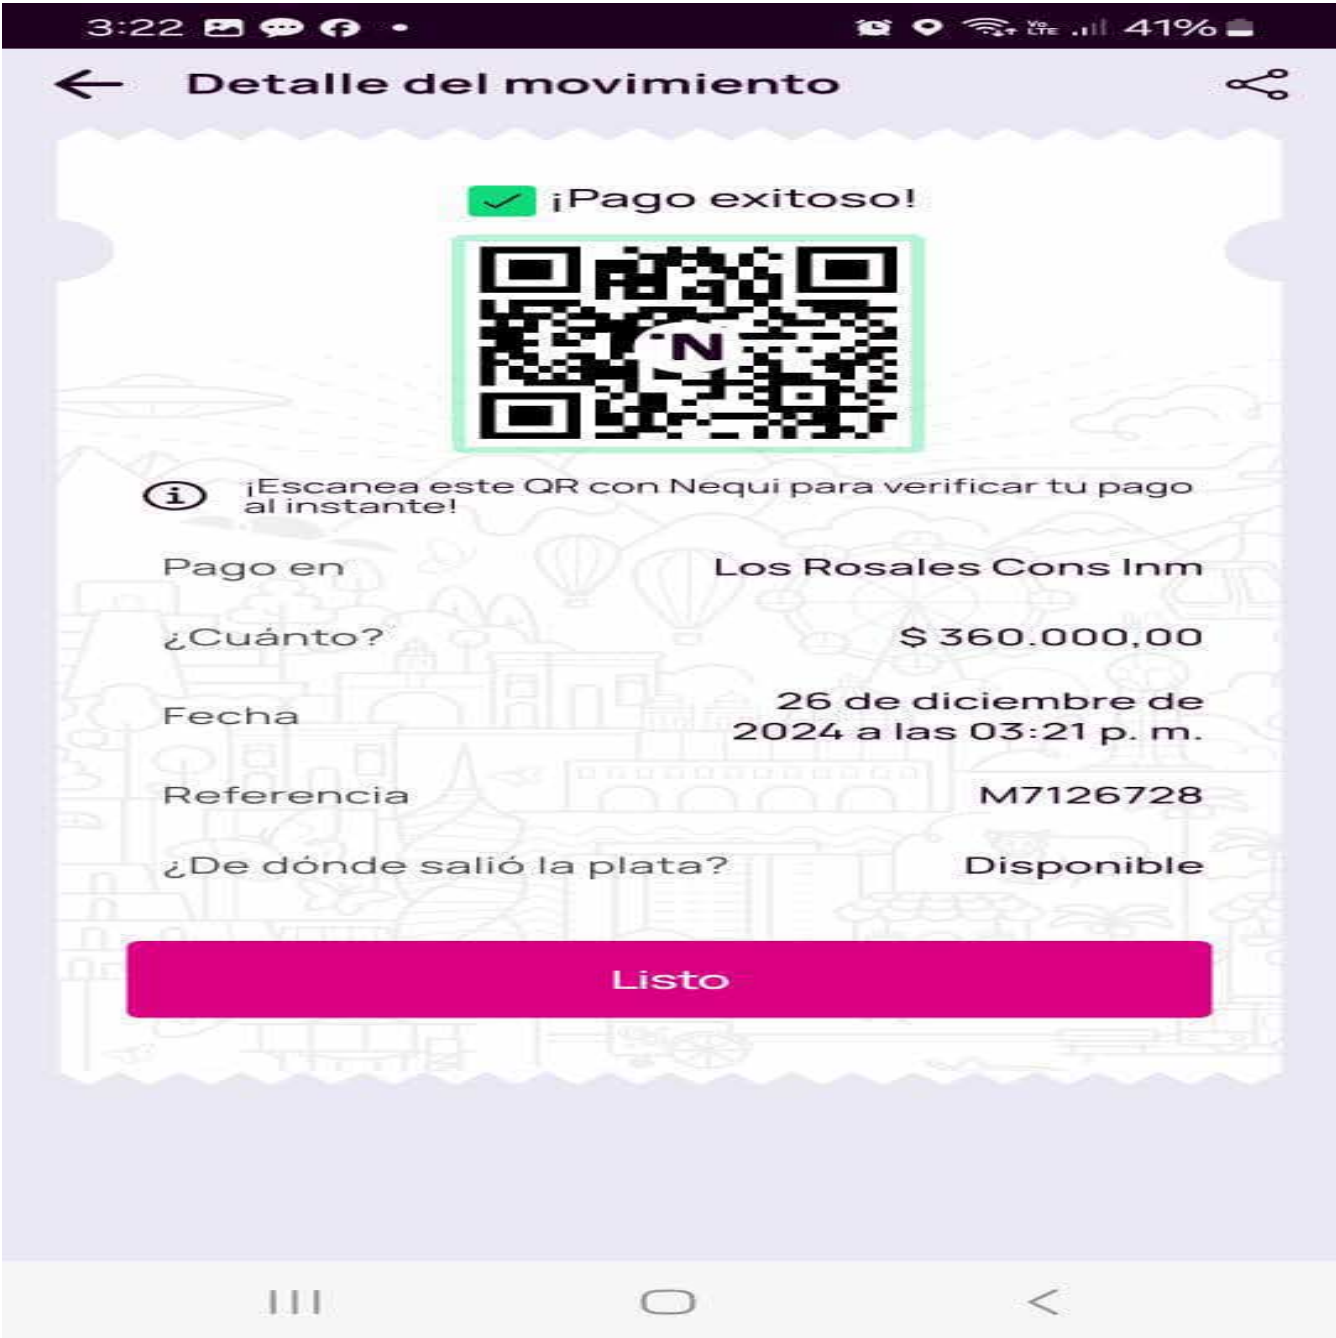 3:22
Vo
LTE
41%
Detalle del movimiento
¡Pago exitoso!
N
¡Escanea este QR con Nequi para verificar tu pago
al instante!
Pago en
Los Rosales Cons Inm
¿Cuánto?
$ 360.000,00
Fecha
26 de diciembre de
2024 a las 03:21 p. m.
Referencia
M7126728
¿De dónde salió la plata?
Disponible
Listo